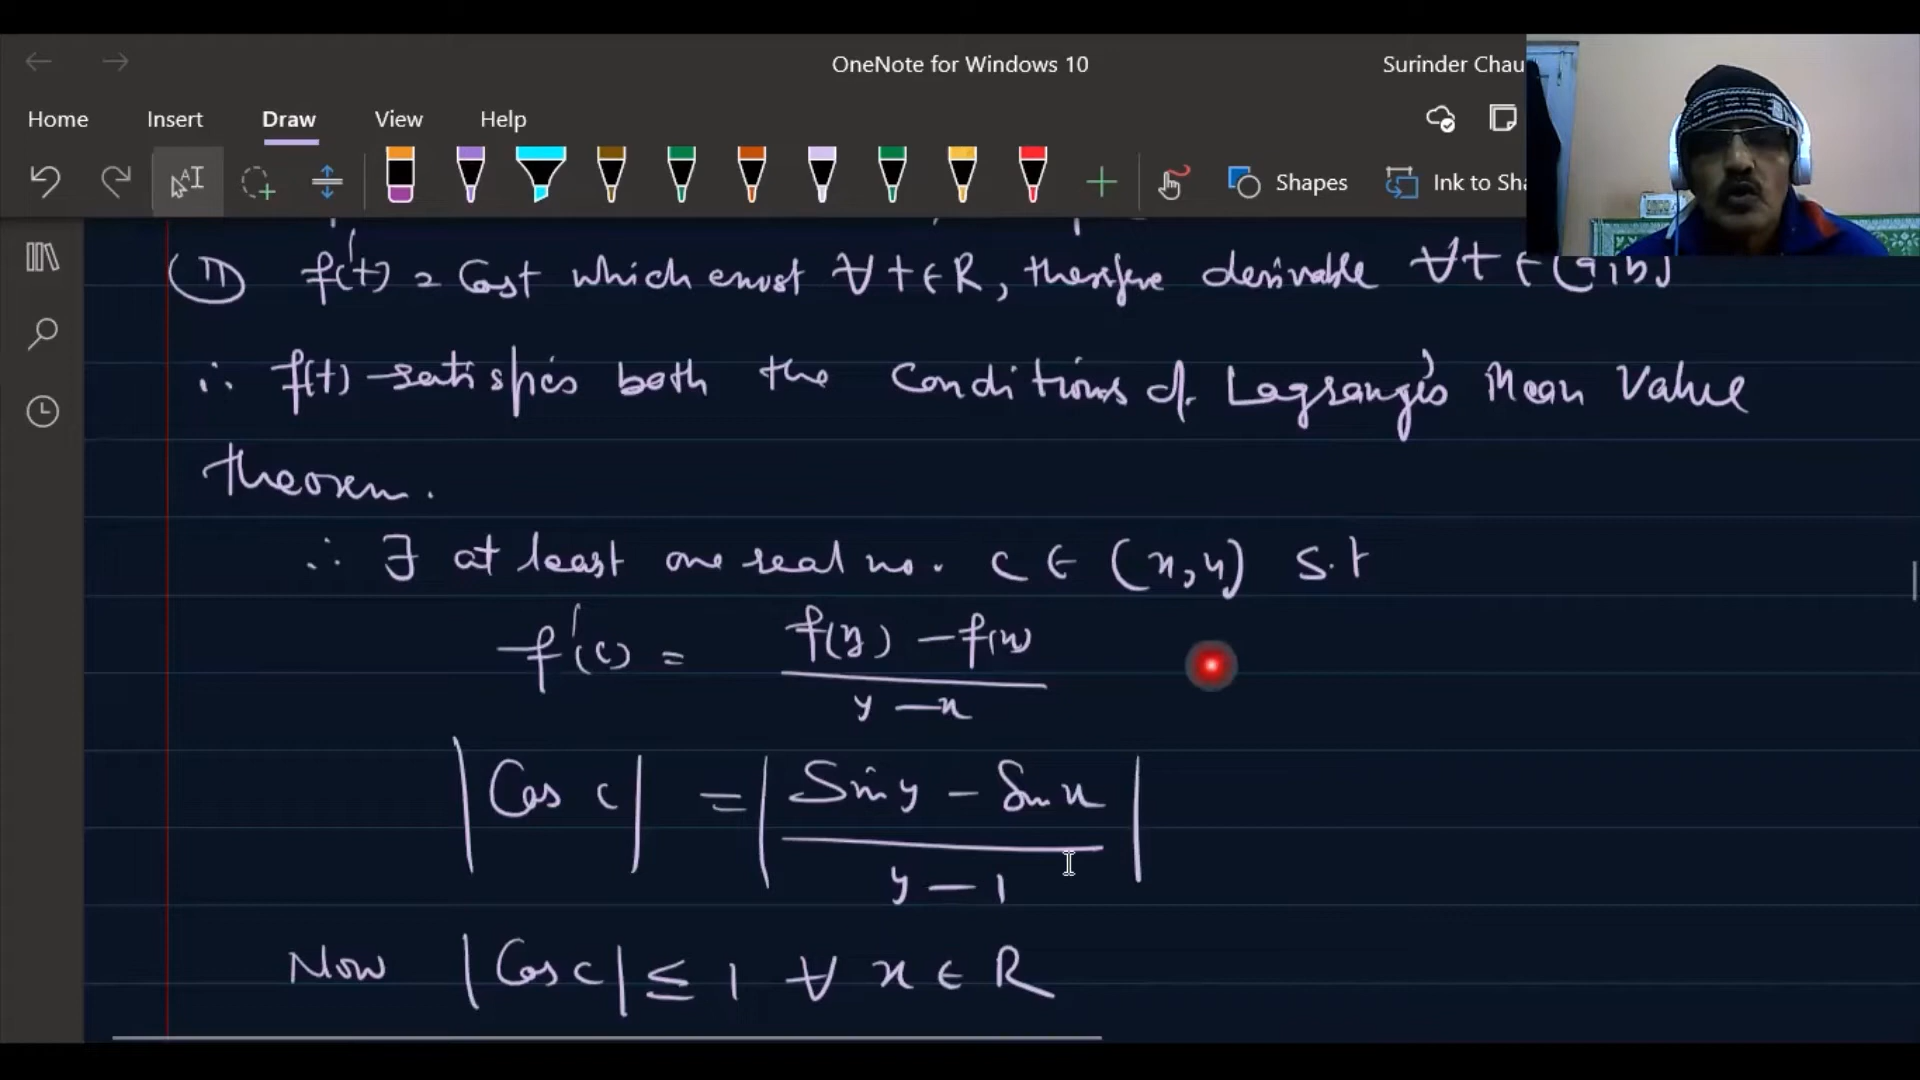 OneNote for Windows 10
Surinder Chau
Home Insert Draw View Help
Shapes Ink to Sha
(II) f'(t) = Cost which exist ∀ t ∈ R, therefore derivable ∀ t ∈ (a, b)
∴ f(t) satisfies both the Conditions of Lagrange's Mean Value
theorem.
∴ ∃ at least one real no. c ∈ (x, y) s.t
f'(c) = f(y) - f(x) / y - x
|Cos c| = |Sin y - Sin x / y - 1|
Now |Cos c| ≤ 1 ∀ x ∈ R